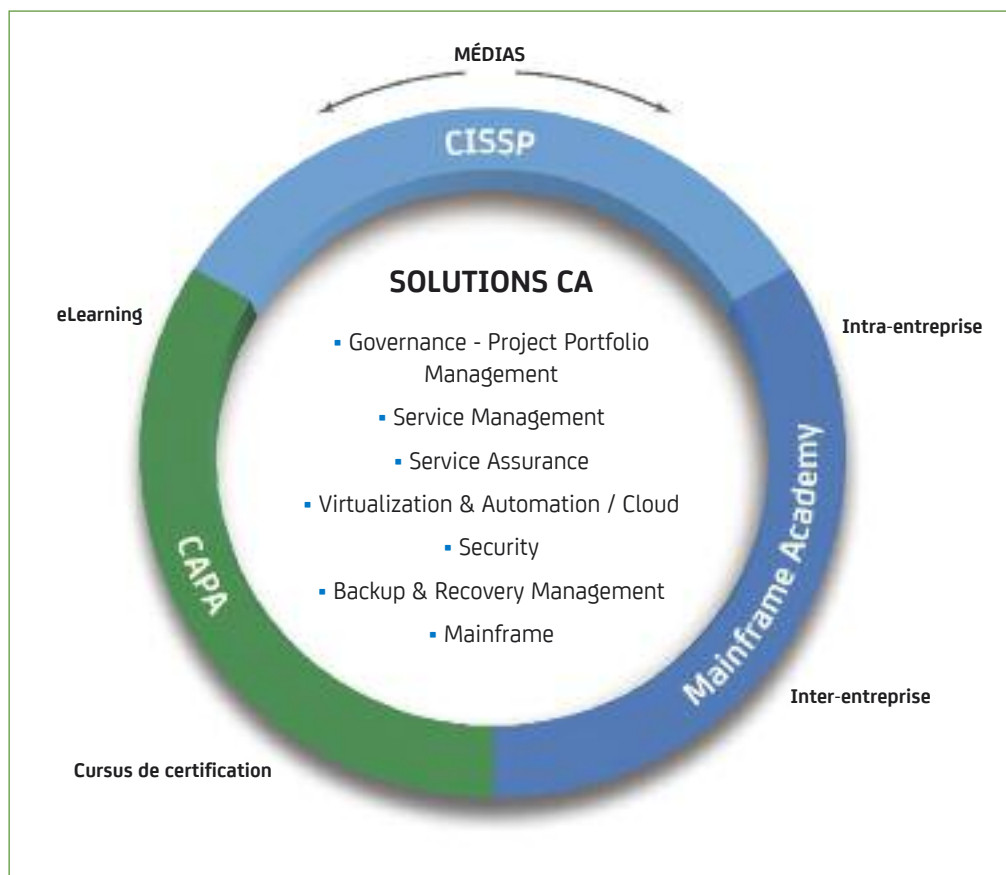 MÉDIAS
CISSP
SOLUTIONS CA
eLearning
Intra-entreprise
▪ Governance - Project Portfolio
Management
▪ Service Management
▪ Service Assurance
▪ Virtualization & Automation / Cloud
▪ Security
▪ Backup & Recovery Management
▪ Mainframe
CAPA
Mainframe Academy
Inter-entreprise
Cursus de certification